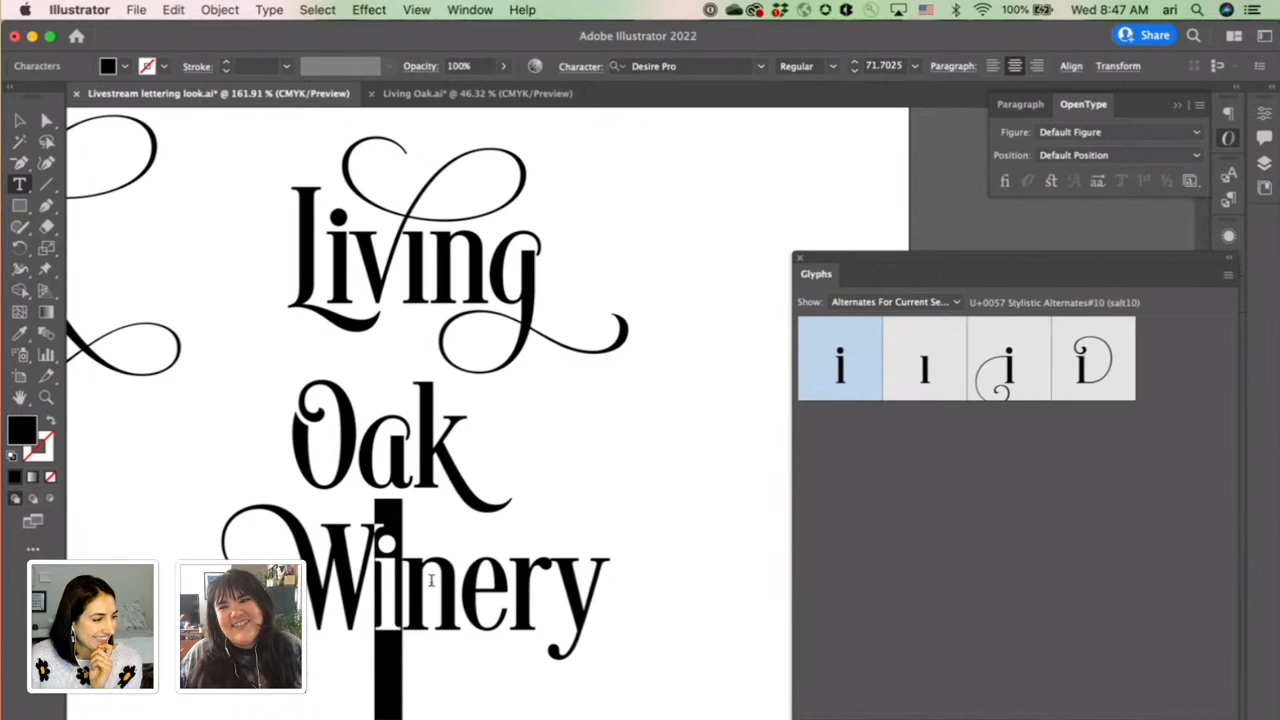 Illustrator File Edit Object Type Select Effect View Window Help 100% Wed 8:47 AM ari
Adobe Illustrator 2022 Share
Characters Stroke: Opacity: 100% Character: Desire Pro Regular 71.7025 Paragraph: Align Transform
× Livestream lettering look.ai* @ 161.91 % (CMYK/Preview) × Living Oak.ai* @ 46.32 % (CMYK/Preview)
Paragraph OpenType
Figure: Default Figure
Position: Default Position
Living
Oak
Winery
Glyphs
Show: Alternates For Current Se... U+0057 Stylistic Alternates#10 (salt10)
i ı i i